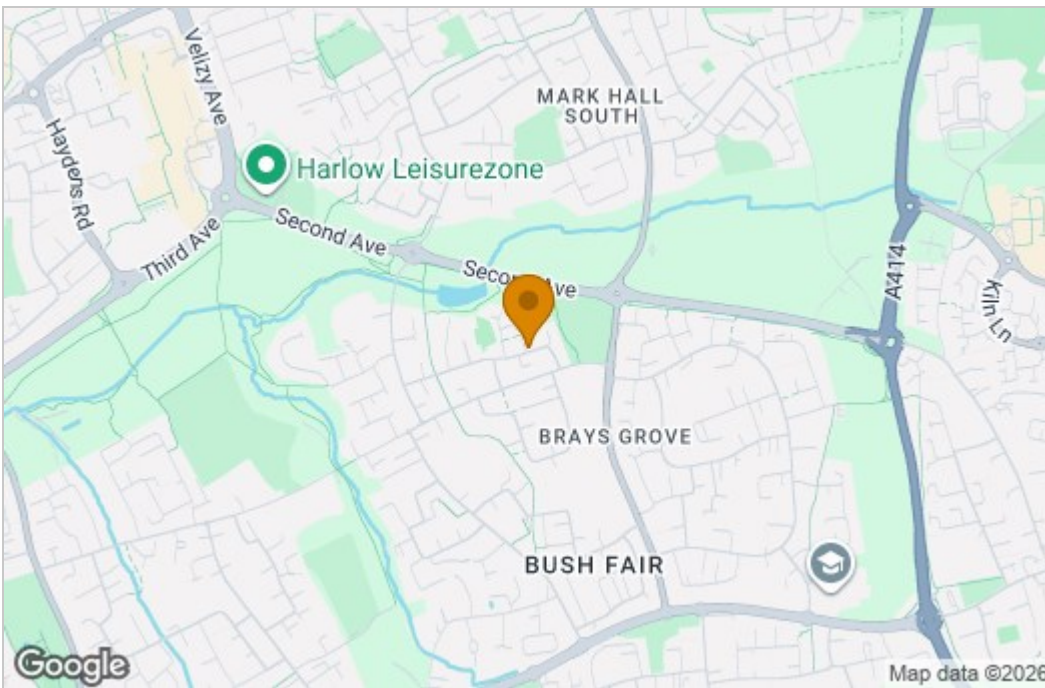 Velizy Ave
MARK HALL
SOUTH
Haydens Rd
Harlow Leisurezone
Second Ave
Third Ave
Second Ave
A414
Kiln Ln
BRAYS GROVE
BUSH FAIR
Google
Map data ©2026